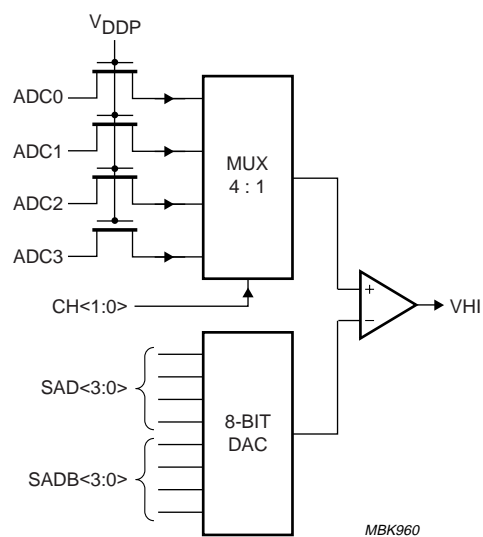 VDDP
ADC0
ADC1
ADC2
ADC3
MUX
4 : 1
CH<1:0>
+
−
VHI
SAD<3:0>
SADB<3:0>
8-BIT
DAC
MBK960